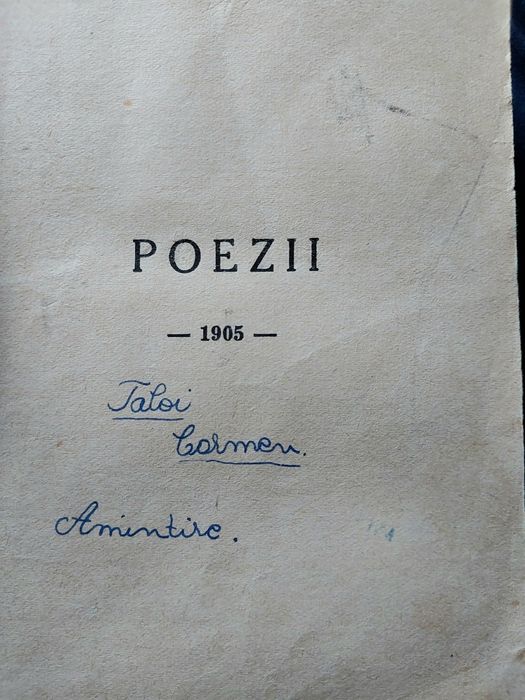 POEZII
— 1905 —
Taloi
Carmen.
Amintire.